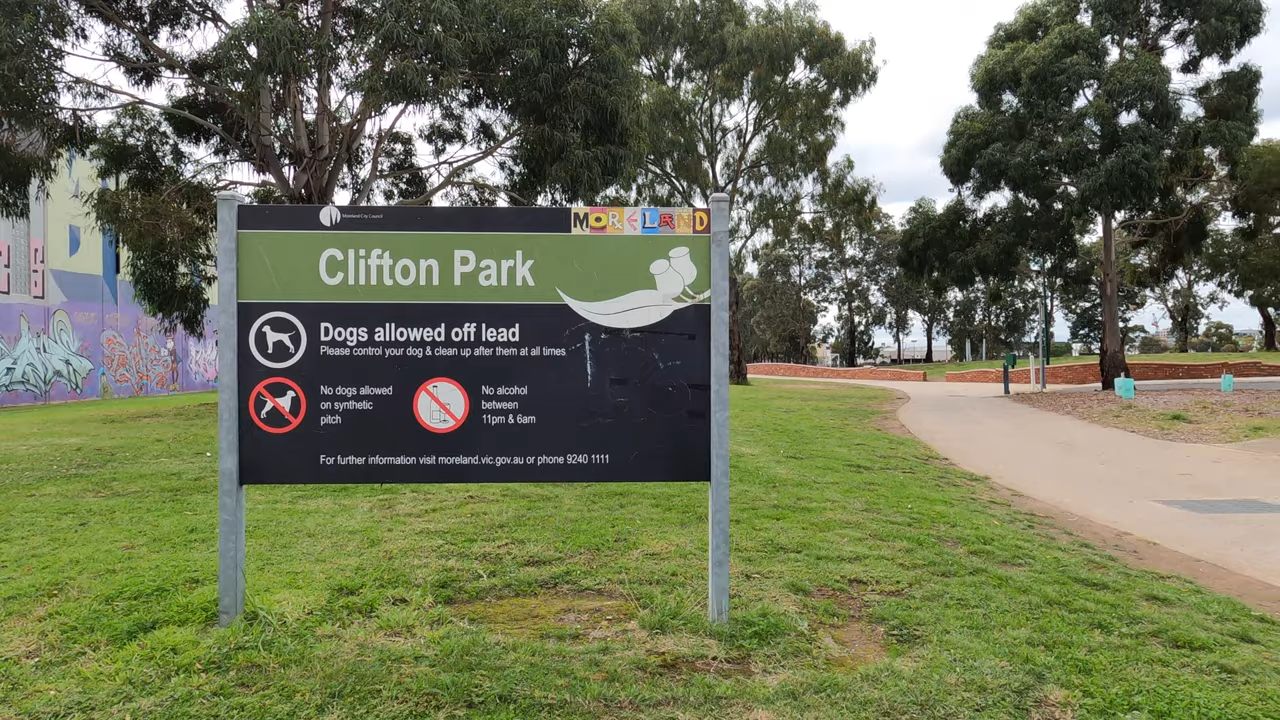 Moreland City Council
MORELAND
Clifton Park
Dogs allowed off lead
Please control your dog & clean up after them at all times
No dogs allowed
on synthetic
pitch
No alcohol
between
11pm & 6am
For further information visit moreland.vic.gov.au or phone 9240 1111